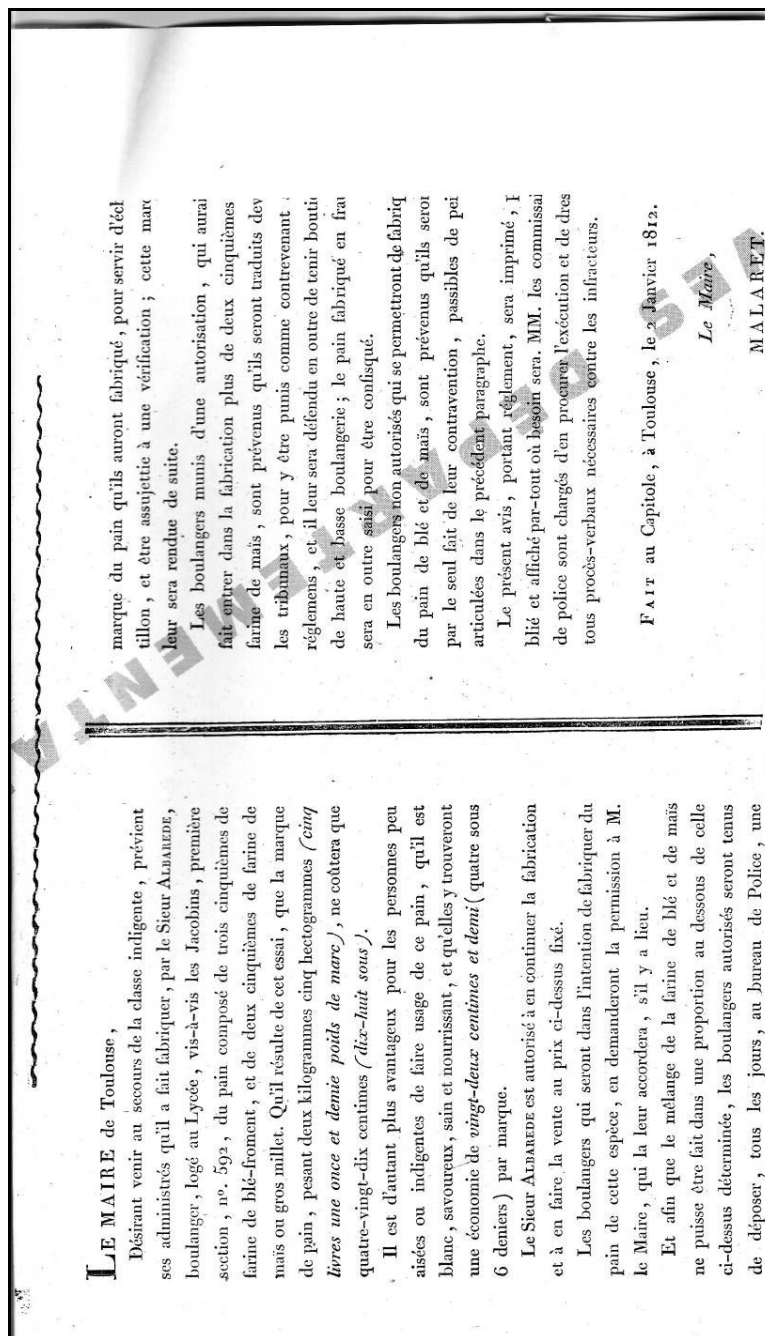 LE MAIRE de Toulouse,
Désirant venir au secours de la classe indigente, prévient
ses administrés qu'il a fait fabriquer, par le Sieur ALBAREDE,
boulanger, logé au Lycée, vis-à-vis les Jacobins, première
section, nº. 592, du pain composé de trois cinquièmes de
farine de blé-froment, et de deux cinquièmes de farine de
maïs ou gros millet. Qu'il résulte de cet essai, que la marque
de pain, pesant deux kilogrammes cinq hectogrammes (cinq
livres une once et demie poids de marc), ne coûtera que
quatre-vingt-dix centimes (dix-huit sous).
Il est d'autant plus avantageux pour les personnes peu
aisées ou indigentes de faire usage de ce pain, qu'il est
blanc, savoureux, sain et nourrissant, et qu'elles y trouveront
une économie de vingt-deux centimes et demi (quatre sous
6 deniers) par marque.
Le Sieur ALBAREDE est autorisé à en continuer la fabrication
et à en faire la vente au prix ci-dessus fixé.
Les boulangers qui seront dans l'intention de fabriquer du
pain de cette espèce, en demanderont la permission à M.
le Maire, qui la leur accordera, s'il y a lieu.
Et afin que le mélange de la farine de blé et de maïs
ne puisse être fait dans une proportion au dessous de celle
ci-dessus déterminée, les boulangers autorisés seront tenus
de déposer, tous les jours, au bureau de Police, une
marque du pain qu'ils auront fabriqué, pour servir d'écl
tillon, et être assujettie à une vérification; cette marc
leur sera rendue de suite.
Les boulangers munis d'une autorisation, qui aurai
fait entrer dans la fabrication plus de deux cinquièmes
farine de maïs, sont prévenus qu'ils seront traduits dev
les tribunaux, pour y être punis comme contrevenant
réglemens, et il leur sera défendu en outre de tenir bouti
de haute et basse boulangerie; le pain fabriqué en frau
sera en outre saisi pour être confisqué.
Les boulangers non autorisés qui se permettront de fabriq
du pain de blé et de maïs, sont prévenus qu'ils seron
par le seul fait de leur contravention, passibles de pei
articulées dans le précédent paragraphe.
Le présent avis, portant réglement, sera imprimé, p
blié et affiché par-tout où besoin sera. MM. les commissai
de police sont chargés d'en procurer l'exécution et de dres
tous procès-verbaux nécessaires contre les infracteurs.
FAIT au Capitole, à Toulouse, le 2 Janvier 1812.
Le Maire,
MALARET.
VES DEPARTEMENTA